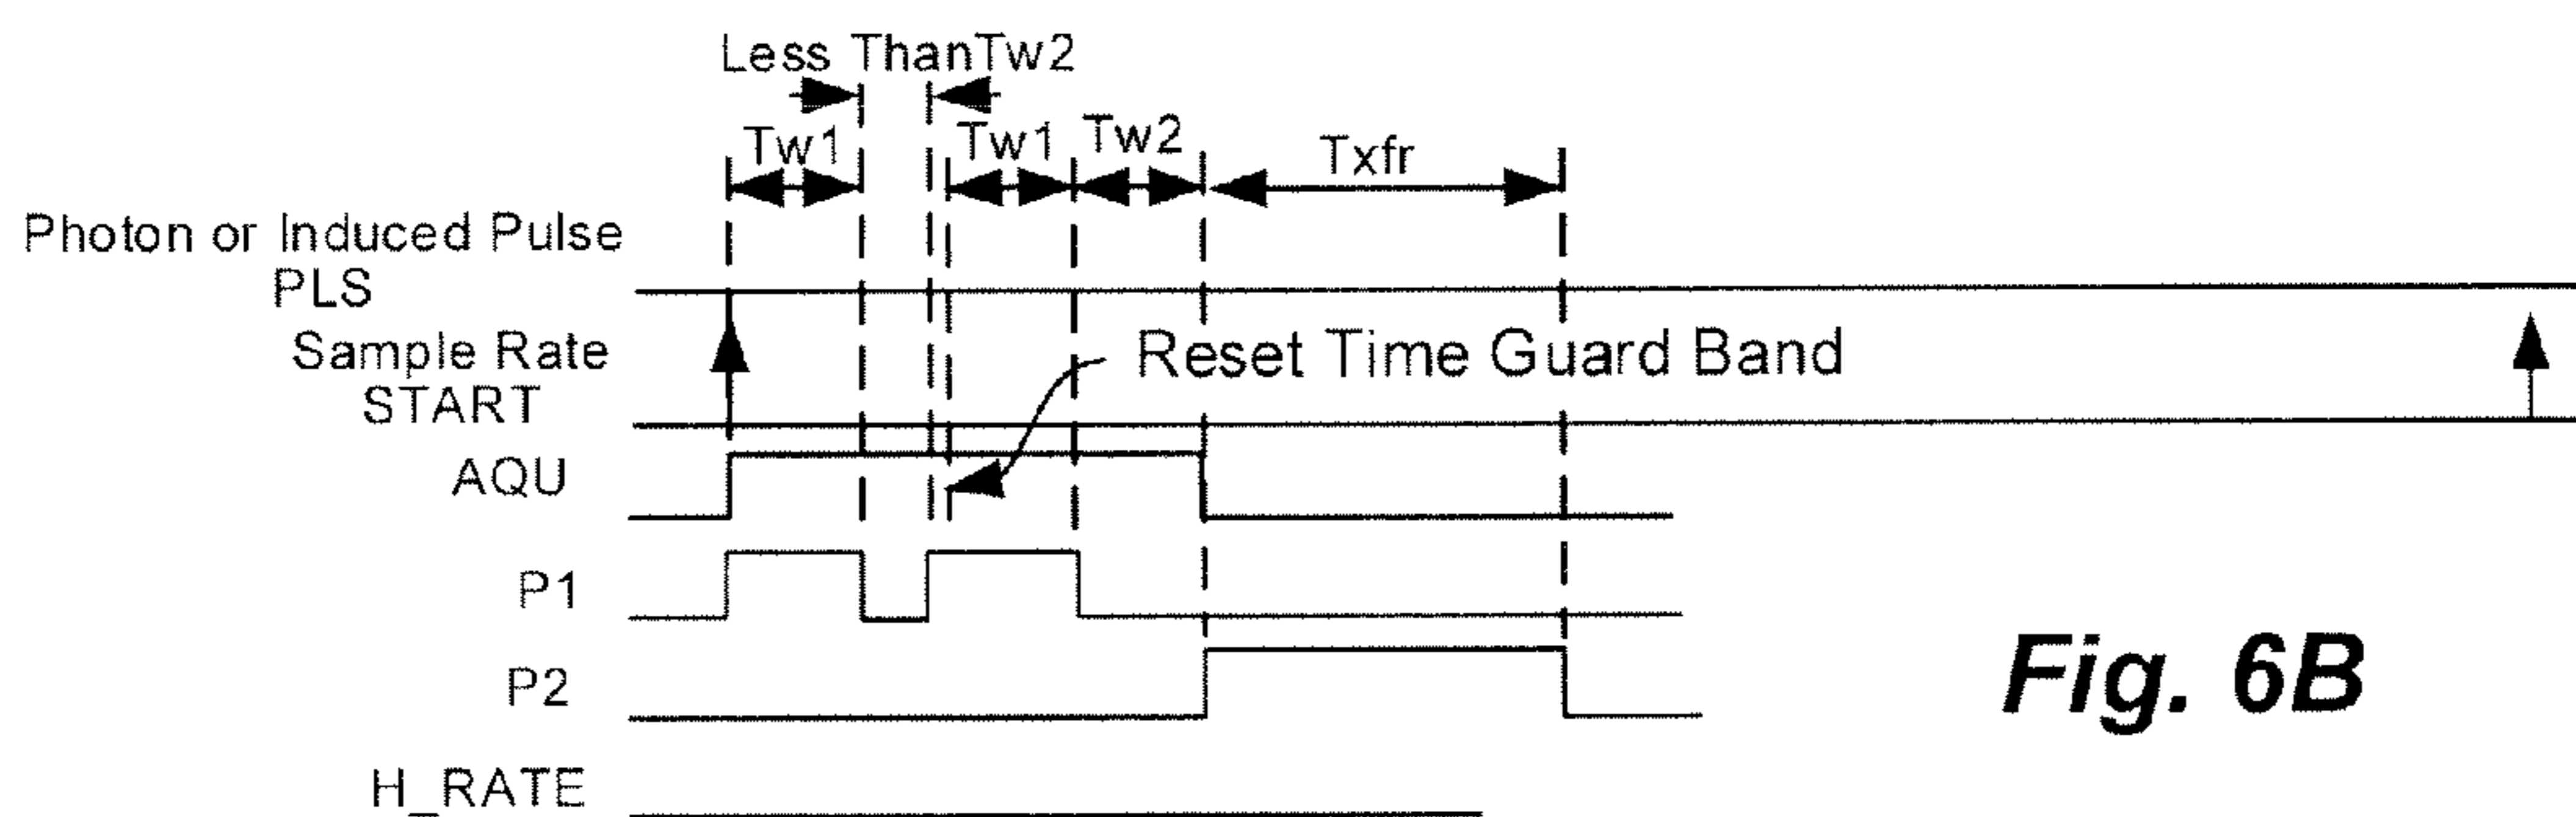 Less ThanTw2
Tw1 Tw1 Tw2 Txfr
Photon or Induced Pulse
PLS
Sample Rate
START
Reset Time Guard Band
AQU
P1
P2
H_RATE
Fig. 6B